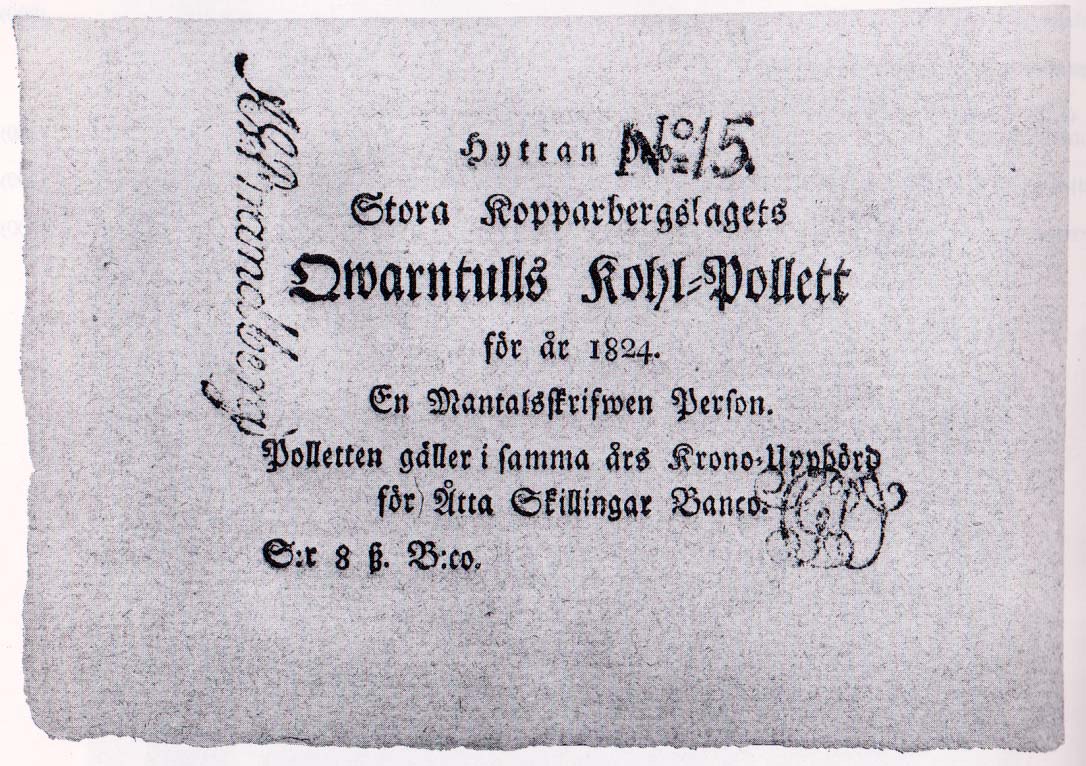 Hyttan Nº 15.
Stora Kopparbergslagets
Qwarntulls Kohl-Pollett
för år 1824.
En Mantalsskrifwen Person.
Polletten gäller i samma års Krono-Uppbörd
för Åtta Skillingar Banco.
S:r 8 ß. B:co.